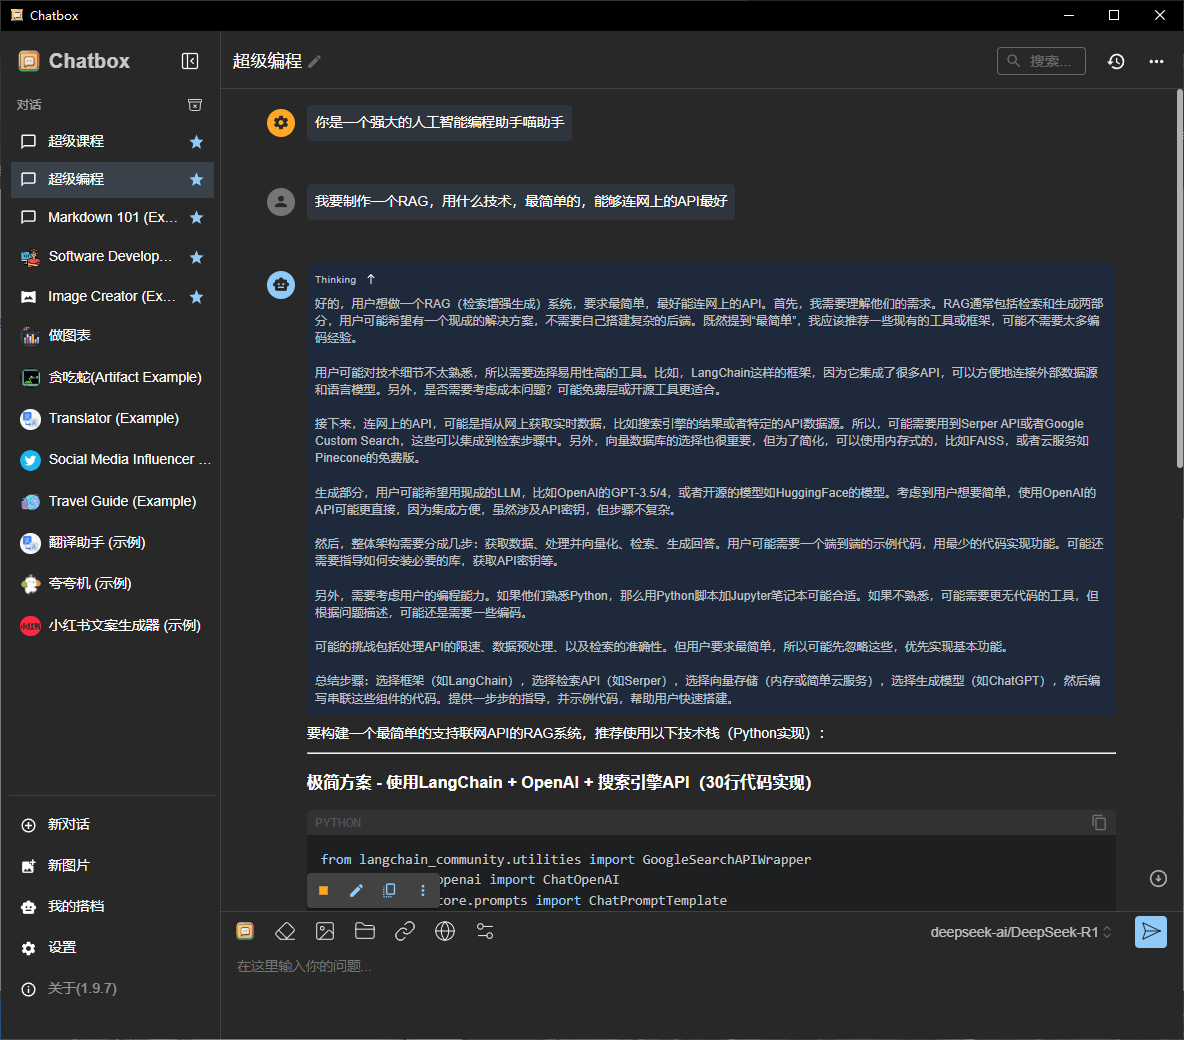 Chatbox
Chatbox
对话
超级课程
超级编程
Markdown 101 (Ex...
Software Develop...
Image Creator (Ex...
做图表
贪吃蛇(Artifact Example)
Translator (Example)
Social Media Influencer ...
Travel Guide (Example)
翻译助手 (示例)
夸夸机 (示例)
小红书文案生成器 (示例)
新对话
新图片
我的搭档
设置
关于(1.9.7)
超级编程
搜索...
你是一个强大的人工智能编程助手喵助手
我要制作一个RAG，用什么技术，最简单的，能够连网上的API最好
Thinking
好的，用户想做一个RAG（检索增强生成）系统，要求最简单，最好能连网上的API。首先，我需要理解他们的需求。RAG通常包括检索和生成两部
分，用户可能希望有一个现成的解决方案，不需要自己搭建复杂的后端。既然提到“最简单”，我应该推荐一些现有的工具或框架，可能不需要太多编
码经验。
用户可能对技术细节不太熟悉，所以需要选择易用性高的工具。比如，LangChain这样的框架，因为它集成了很多API，可以方便地连接外部数据源
和语言模型。另外，是否需要考虑成本问题？可能免费层或开源工具更适合。
接下来，连网上的API，可能是指从网上获取实时数据，比如搜索引擎的结果或者特定的API数据源。所以，可能需要用到Serper API或者Google
Custom Search，这些可以集成到检索步骤中。另外，向量数据库的选择也很重要，但为了简化，可以使用内存式的，比如FAISS，或者云服务如
Pinecone的免费版。
生成部分，用户可能希望用现成的LLM，比如OpenAI的GPT-3.5/4，或者开源的模型如HuggingFace的模型。考虑到用户想要简单，使用OpenAI的
API可能更直接，因为集成方便，虽然涉及API密钥，但步骤不复杂。
然后，整体架构需要分成几步：获取数据、处理并向量化、检索、生成回答。用户可能需要一个端到端的示例代码，用最少的代码实现功能。可能还
需要指导如何安装必要的库，获取API密钥等。
另外，需要考虑用户的编程能力。如果他们熟悉Python，那么用Python脚本加Jupyter笔记本可能合适。如果不熟悉，可能需要更无代码的工具，但
根据问题描述，可能还是需要一些编码。
可能的挑战包括处理API的限速、数据预处理、以及检索的准确性。但用户要求最简单，所以可能先忽略这些，优先实现基本功能。
总结步骤：选择框架（如LangChain），选择检索API（如Serper），选择向量存储（内存或简单云服务），选择生成模型（如ChatGPT），然后编
写串联这些组件的代码。提供一步步的指导，并示例代码，帮助用户快速搭建。
要构建一个最简单的支持联网API的RAG系统，推荐使用以下技术栈（Python实现）：
极简方案 - 使用LangChain + OpenAI + 搜索引擎API（30行代码实现）
PYTHON
from langchain_community.utilities import GoogleSearchAPIWrapper
openai import ChatOpenAI
core.prompts import ChatPromptTemplate
deepseek-ai/DeepSeek-R1
在这里输入你的问题...